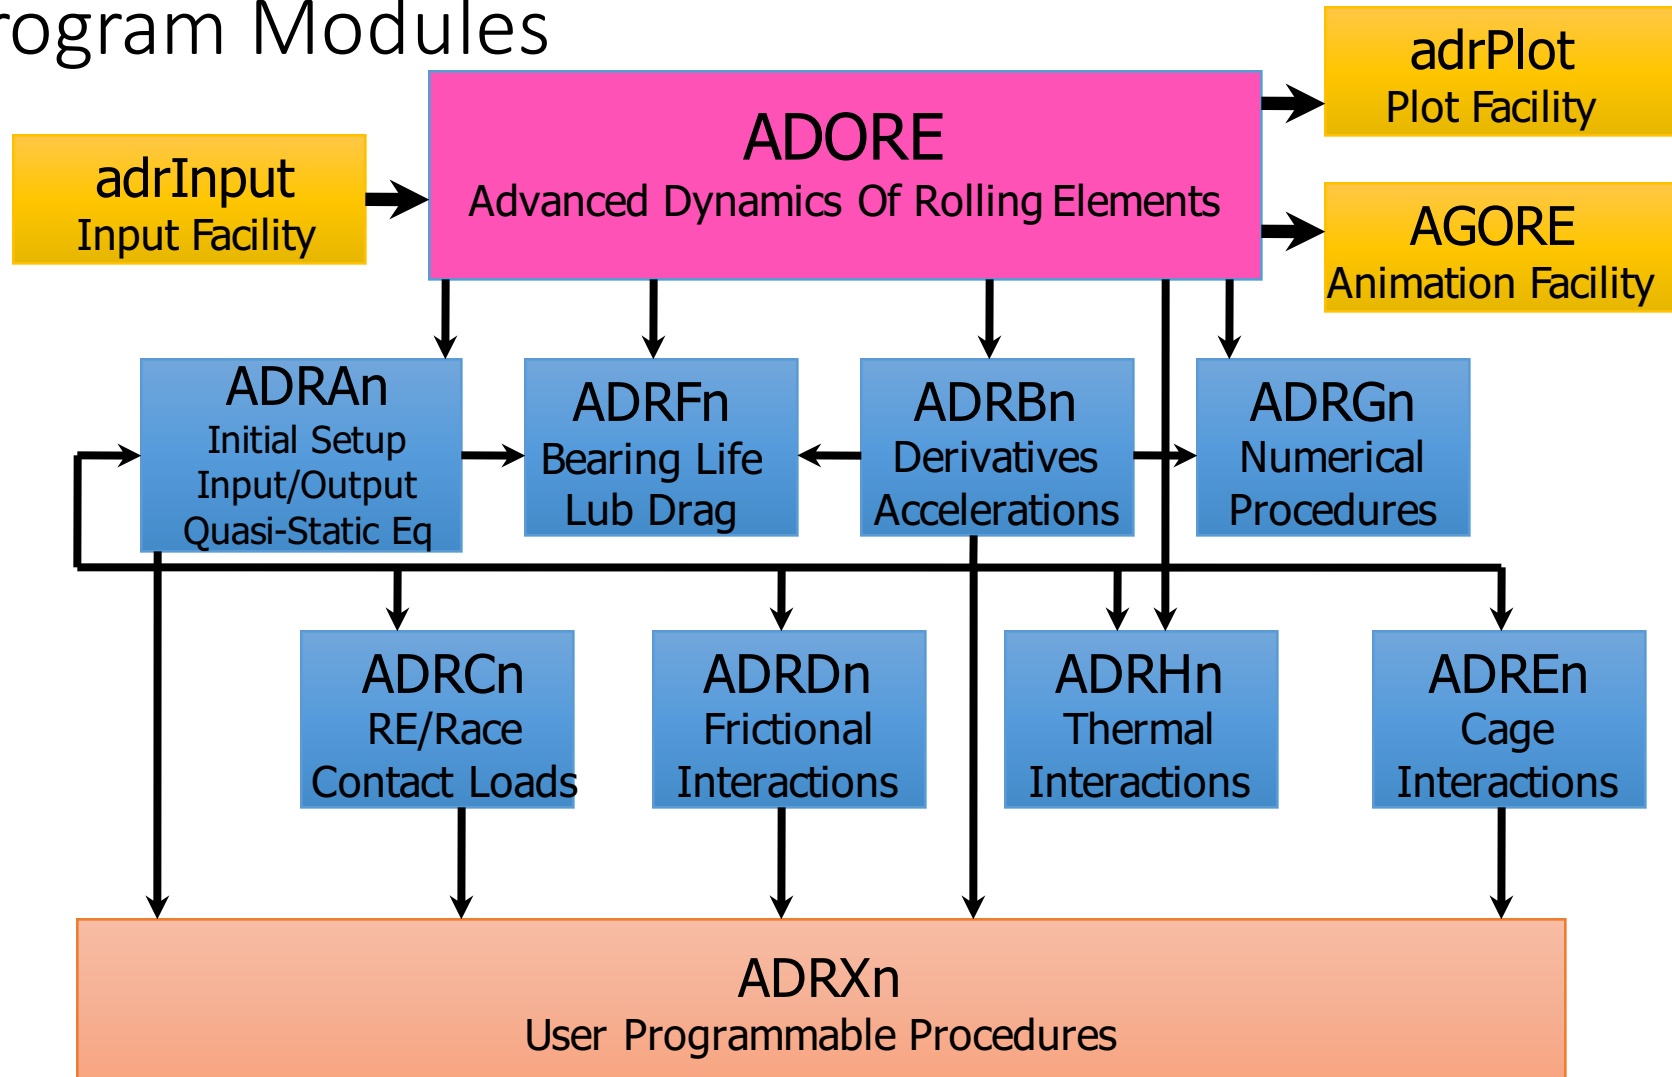 rogram Modules
adrPlot
Plot Facility
ADORE
Advanced Dynamics Of Rolling Elements
adrInput
Input Facility
AGORE
Animation Facility
ADRAn
Initial Setup
Input/Output
Quasi-Static Eq
ADRFn
Bearing Life
Lub Drag
ADRBn
Derivatives
Accelerations
ADRGn
Numerical
Procedures
ADRCn
RE/Race
Contact Loads
ADRDn
Frictional
Interactions
ADRHn
Thermal
Interactions
ADREn
Cage
Interactions
ADRXn
User Programmable Procedures